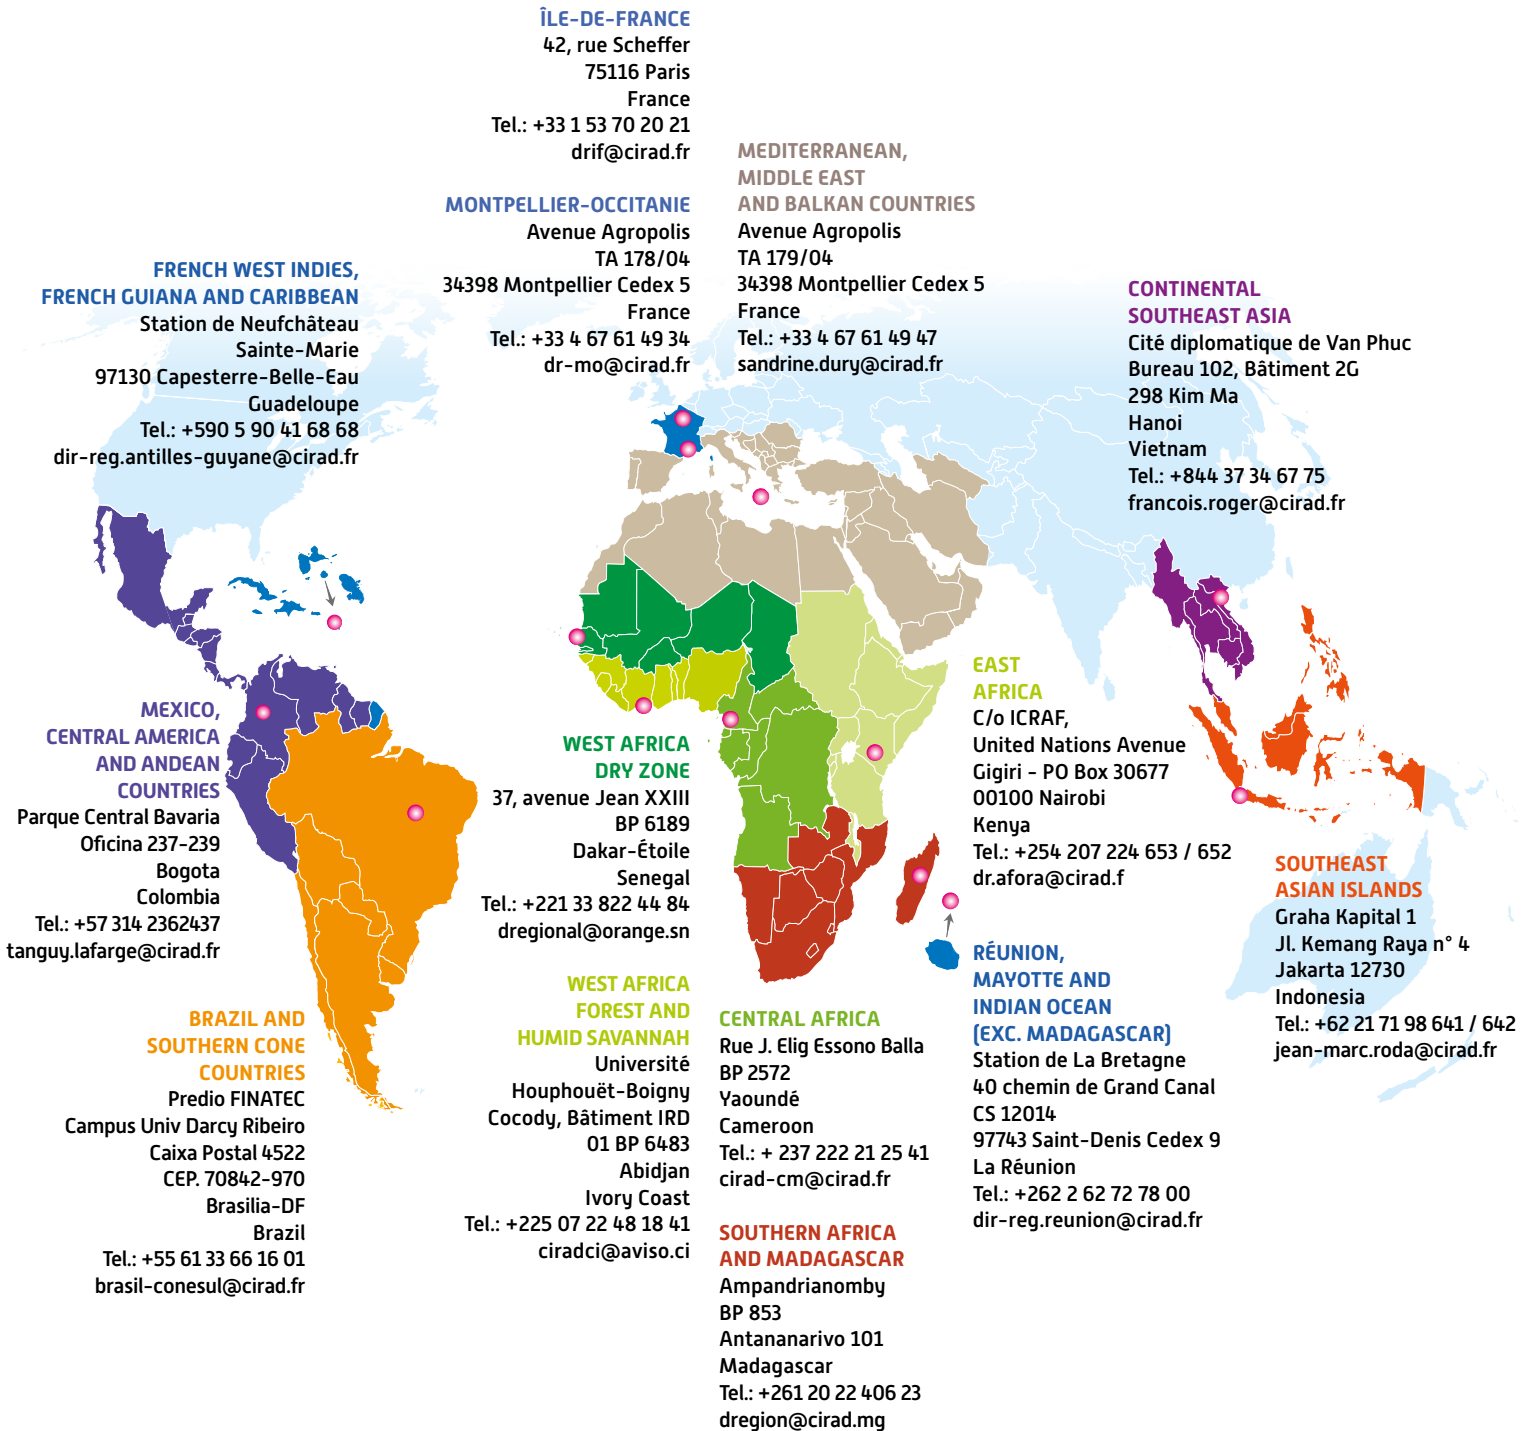 ÎLE-DE-FRANCE
42, rue Scheffer
75116 Paris
France
Tel.: +33 1 53 70 20 21
drif@cirad.fr
MONTPELLIER-OCCITANIE
Avenue Agropolis
TA 178/04
34398 Montpellier Cedex 5
France
Tel.: +33 4 67 61 49 34
dr-mo@cirad.fr
MEDITERRANEAN,
MIDDLE EAST
AND BALKAN COUNTRIES
Avenue Agropolis
TA 179/04
34398 Montpellier Cedex 5
France
Tel.: +33 4 67 61 49 47
sandrine.dury@cirad.fr
FRENCH WEST INDIES,
FRENCH GUIANA AND CARIBBEAN
Station de Neufchâteau
Sainte-Marie
97130 Capesterre-Belle-Eau
Guadeloupe
Tel.: +590 5 90 41 68 68
dir-reg.antilles-guyane@cirad.fr
CONTINENTAL
SOUTHEAST ASIA
Cité diplomatique de Van Phuc
Bureau 102, Bâtiment 2G
298 Kim Ma
Hanoi
Vietnam
Tel.: +844 37 34 67 75
francois.roger@cirad.fr
MEXICO,
CENTRAL AMERICA
AND ANDEAN
COUNTRIES
Parque Central Bavaria
Oficina 237-239
Bogota
Colombia
Tel.: +57 314 2362437
tanguy.lafarge@cirad.fr
BRAZIL AND
SOUTHERN CONE
COUNTRIES
Predio FINATEC
Campus Univ Darcy Ribeiro
Caixa Postal 4522
CEP. 70842-970
Brasilia-DF
Brazil
Tel.: +55 61 33 66 16 01
brasil-conesul@cirad.fr
WEST AFRICA
DRY ZONE
37, avenue Jean XXIII
BP 6189
Dakar-Étoile
Senegal
Tel.: +221 33 822 44 84
dregional@orange.sn
WEST AFRICA
FOREST AND
HUMID SAVANNAH
Université
Houphouët-Boigny
Cocody, Bâtiment IRD
01 BP 6483
Abidjan
Ivory Coast
Tel.: +225 07 22 48 18 41
ciradci@aviso.ci
CENTRAL AFRICA
Rue J. Elig Essono Balla
BP 2572
Yaoundé
Cameroon
Tel.: + 237 222 21 25 41
cirad-cm@cirad.fr
SOUTHERN AFRICA
AND MADAGASCAR
Ampandrianomby
BP 853
Antananarivo 101
Madagascar
Tel.: +261 20 22 406 23
dregion@cirad.mg
EAST
AFRICA
C/o ICRAF,
United Nations Avenue
Gigiri - PO Box 30677
00100 Nairobi
Kenya
Tel.: +254 207 224 653 / 652
dr.afora@cirad.f
RÉUNION,
MAYOTTE AND
INDIAN OCEAN
(EXC. MADAGASCAR)
Station de La Bretagne
40 chemin de Grand Canal
CS 12014
97743 Saint-Denis Cedex 9
La Réunion
Tel.: +262 2 62 72 78 00
dir-reg.reunion@cirad.fr
SOUTHEAST
ASIAN ISLANDS
Graha Kapital 1
Jl. Kemang Raya n° 4
Jakarta 12730
Indonesia
Tel.: +62 21 71 98 641 / 642
jean-marc.roda@cirad.fr